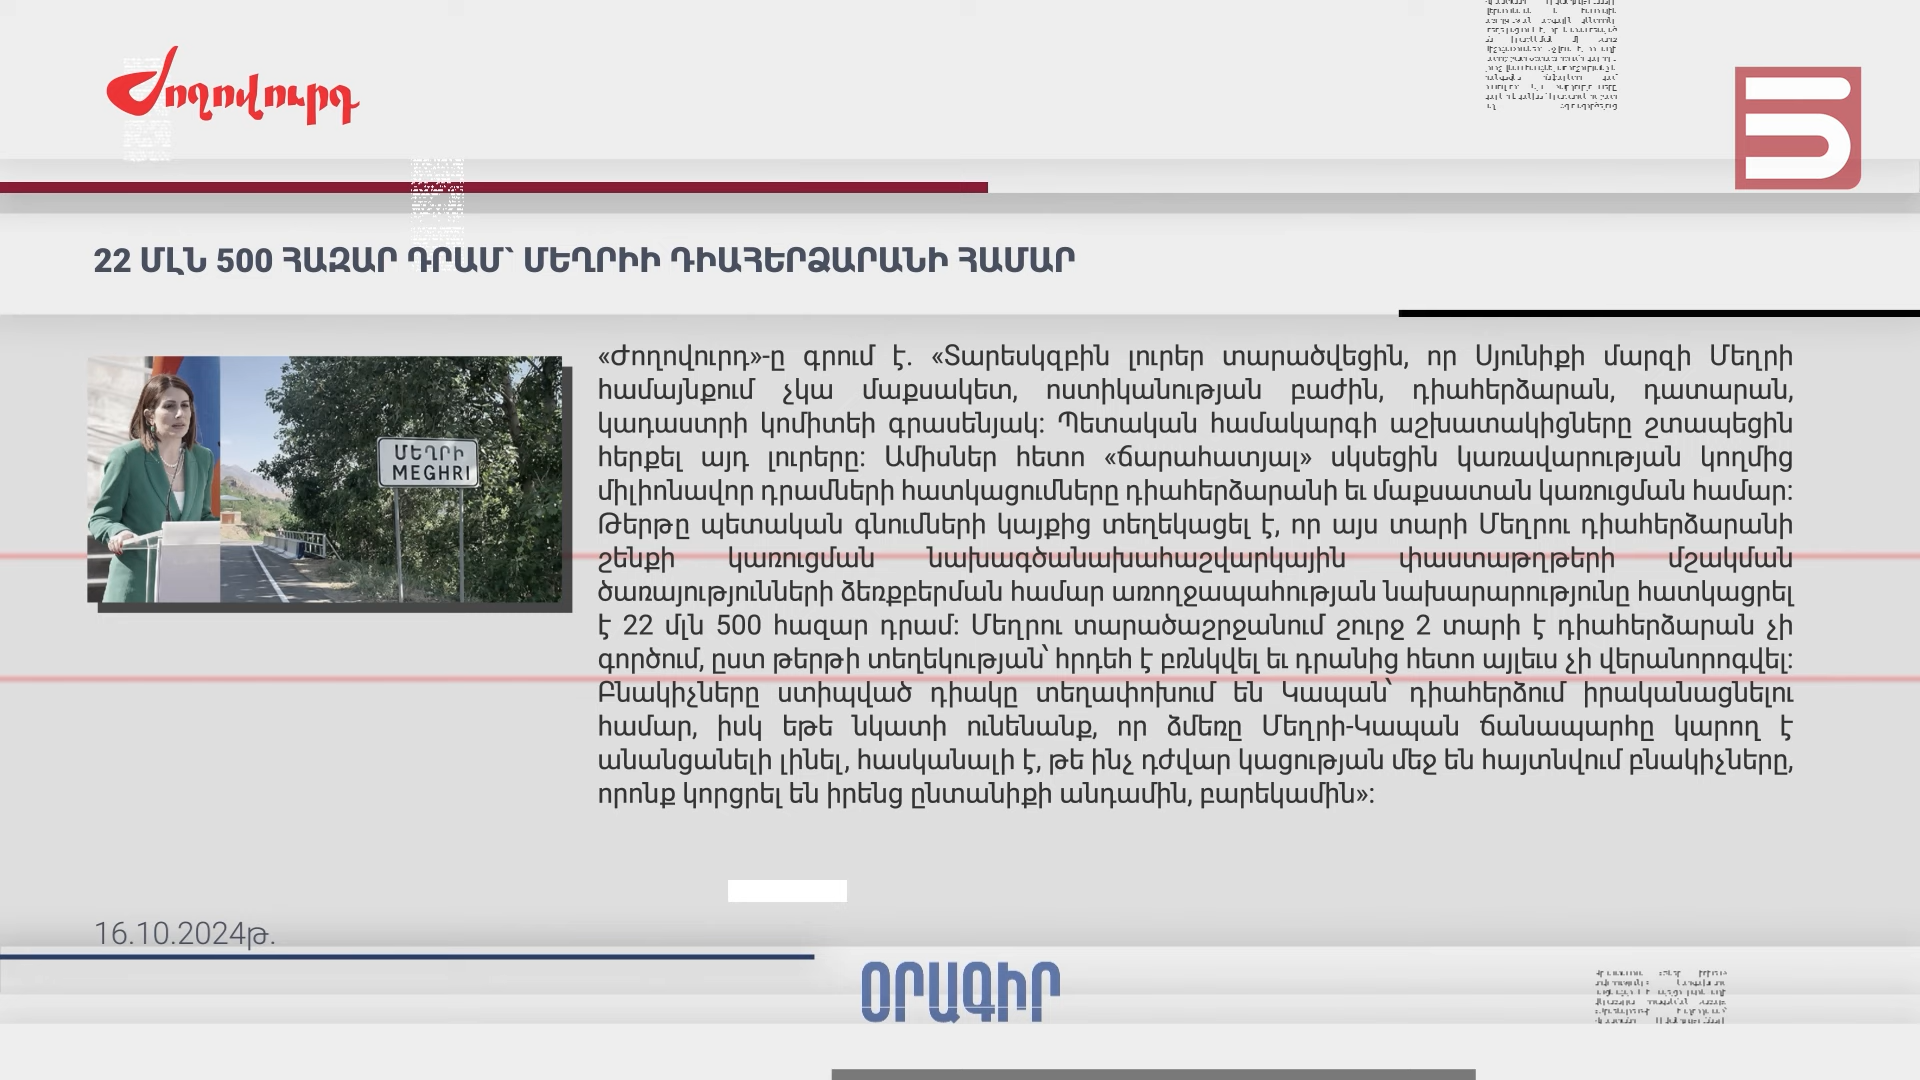 Ժողովուրդ
22 ՄԼՆ 500 ՀԱԶԱՐ ԴՐԱՄ՝ ՄԵՂՐԻԻ ԴԻԱՀԵՐՁԱՐԱՆԻ ՀԱՄԱՐ
«Ժողովուրդ»-ը գրում է. «Տարեսկզբին լուրեր տարածվեցին, որ Սյունիքի մարզի Մեղրի
համայնքում չկա մաքսակետ, ոստիկանության բաժին, դիահերձարան, դատարան,
կադաստրի կոմիտեի գրասենյակ: Պետական համակարգի աշխատակիցները շտապեցին
հերքել այդ լուրերը: Ամիսներ հետո «ճարահատյալ» սկսեցին կառավարության կողմից
միլիոնավոր դրամների հատկացումները դիահերձարանի եւ մաքսատան կառուցման համար:
Թերթը պետական գնումների կայքից տեղեկացել է, որ այս տարի Մեղրու դիահերձարանի
շենքի կառուցման նախագծանախահաշվարկային փաստաթղթերի մշակման
ծառայությունների ձեռքբերման համար առողջապահության նախարարությունը հատկացրել
է 22 մլն 500 հազար դրամ: Մեղրու տարածաշրջանում շուրջ 2 տարի է դիահերձարան չի
գործում, ըստ թերթի տեղեկության՝ հրդեհ է բռնկվել եւ դրանից հետո այլեւս չի վերանորոգվել:
Բնակիչները ստիպված դիակը տեղափոխում են Կապան՝ դիահերձում իրականացնելու
համար, իսկ եթե նկատի ունենանք, որ ձմեռը Մեղրի-Կապան ճանապարհը կարող է
անանցանելի լինել, հասկանալի է, թե ինչ դժվար կացության մեջ են հայտնվում բնակիչները,
որոնք կորցրել են իրենց ընտանիքի անդամին, բարեկամին»:
ՄԵՂՐԻ
MEGHRI
16.10.2024թ.
ՕՐԱԳԻՐ